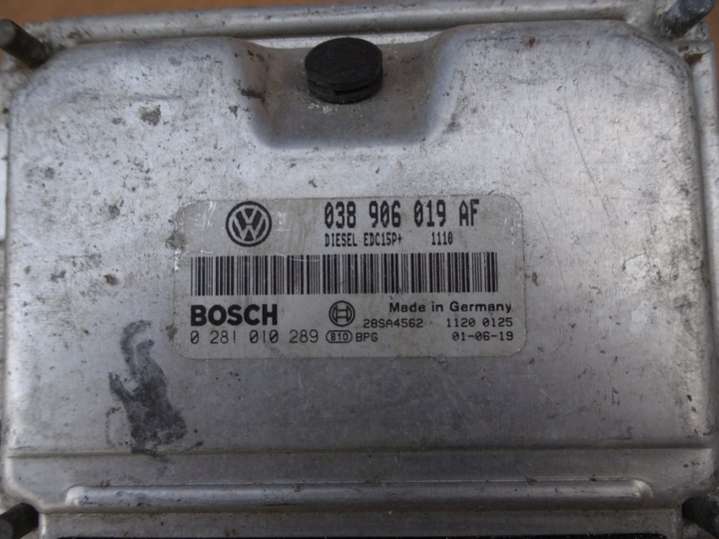 038 906 019 AF
DIESEL EDC15P+ 1110
BOSCH Made in Germany
28SA4562 1120 0125
0 281 010 289 B10 BPG 01-06-19